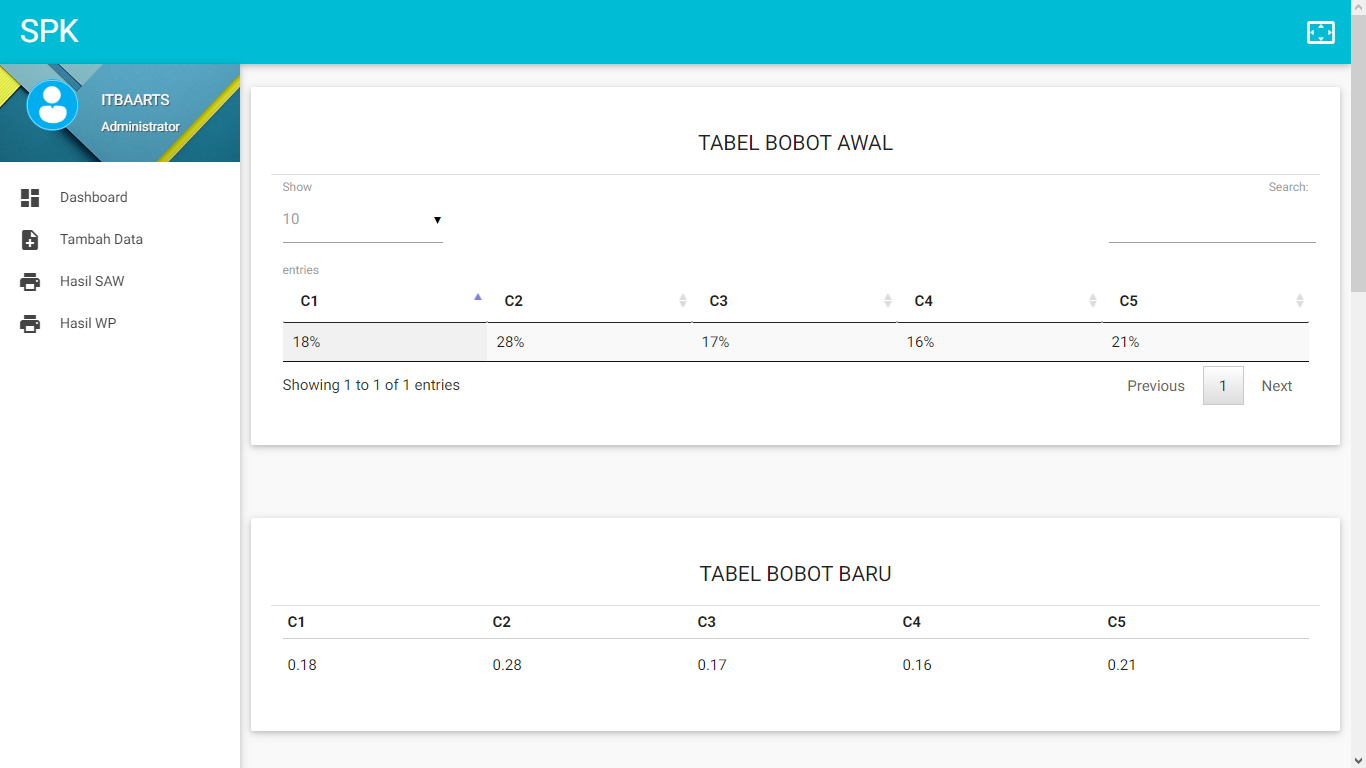 SPK
ITBAARTS
Administrator
Dashboard
Tambah Data
Hasil SAW
Hasil WP
TABEL BOBOT AWAL
Show
Search:
10
entries
C1 C2 C3 C4 C5
18% 28% 17% 16% 21%
Showing 1 to 1 of 1 entries
Previous 1 Next
TABEL BOBOT BARU
C1 C2 C3 C4 C5
0.18 0.28 0.17 0.16 0.21